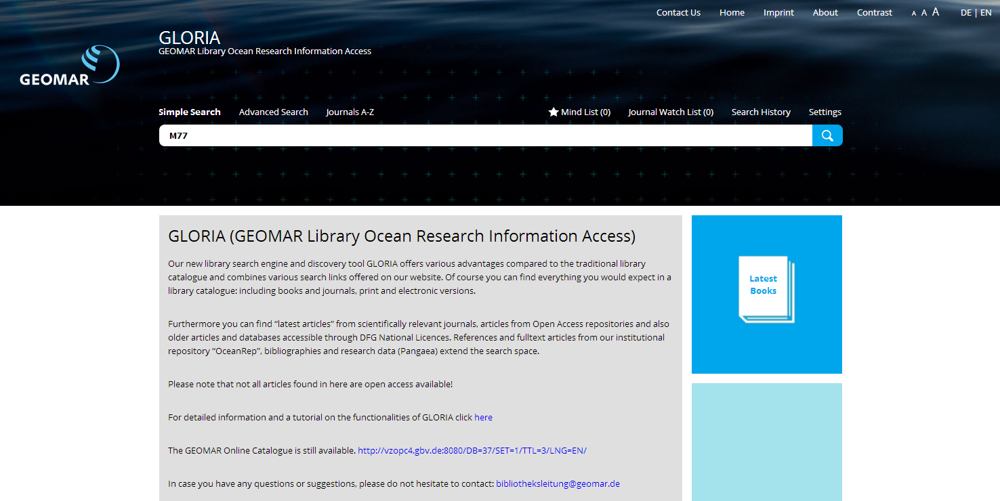 Contact Us Home Imprint About Contrast A A A DE | EN
GLORIA
GEOMAR Library Ocean Research Information Access
GEOMAR
Simple Search Advanced Search Journals A-Z Mind List (0) Journal Watch List (0) Search History Settings
M77
GLORIA (GEOMAR Library Ocean Research Information Access)
Our new library search engine and discovery tool GLORIA offers various advantages compared to the traditional library
catalogue and combines various search links offered on our website. Of course you can find everything you would expect in a
library catalogue: including books and journals, print and electronic versions.
Furthermore you can find “latest articles” from scientifically relevant journals, articles from Open Access repositories and also
older articles and databases accessible through DFG National Licences. References and fulltext articles from our institutional
repository “OceanRep”, bibliographies and research data (Pangaea) extend the search space.
Please note that not all articles found in here are open access available!
For detailed information and a tutorial on the functionalities of GLORIA click here
The GEOMAR Online Catalogue is still available. http://vzopc4.gbv.de:8080/DB=37/SET=1/TTL=3/LNG=EN/
In case you have any questions or suggestions, please do not hesitate to contact: bibliotheksleitung@geomar.de
Latest
Books